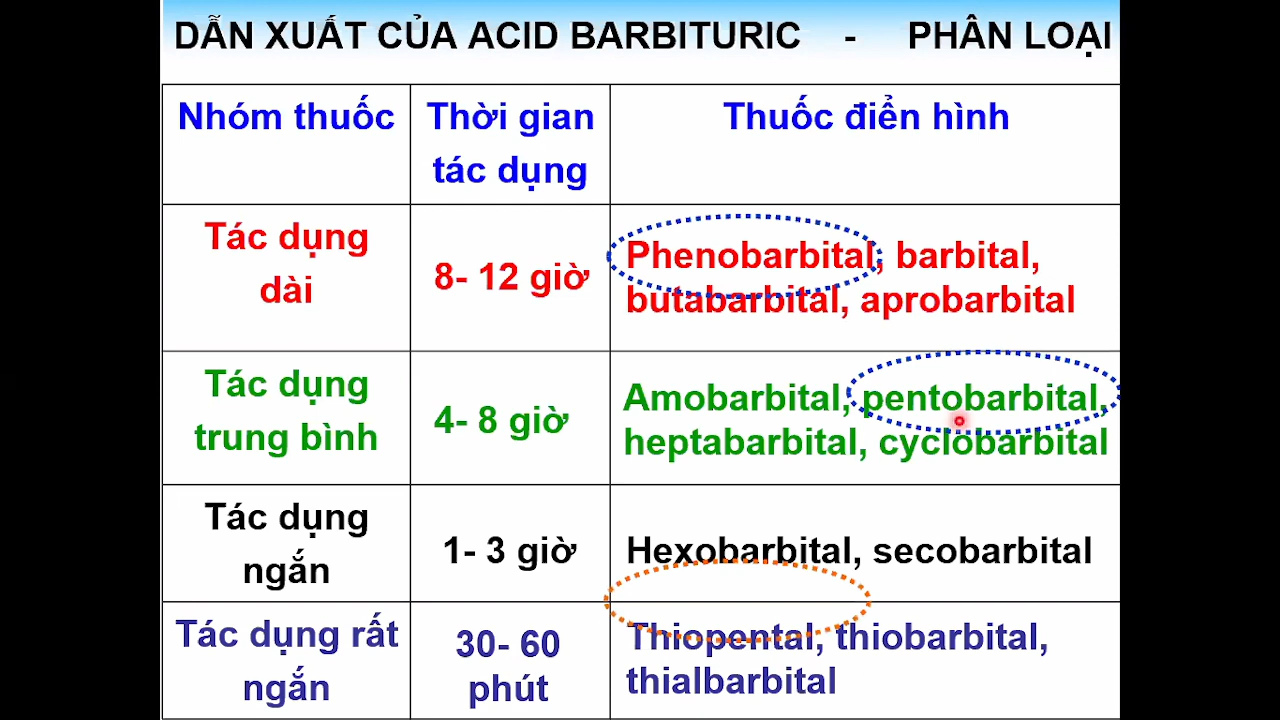 DẪN XUẤT CỦA ACID BARBITURIC - PHÂN LOẠI
Nhóm thuốc
Thời gian
tác dụng
Thuốc điển hình
Tác dụng
dài
8- 12 giờ
Phenobarbital, barbital,
butabarbital, aprobarbital
Tác dụng
trung bình
4- 8 giờ
Amobarbital, pentobarbital,
heptabarbital, cyclobarbital
Tác dụng
ngắn
1- 3 giờ
Hexobarbital, secobarbital
Tác dụng rất
ngắn
30- 60
phút
Thiopental, thiobarbital,
thialbarbital